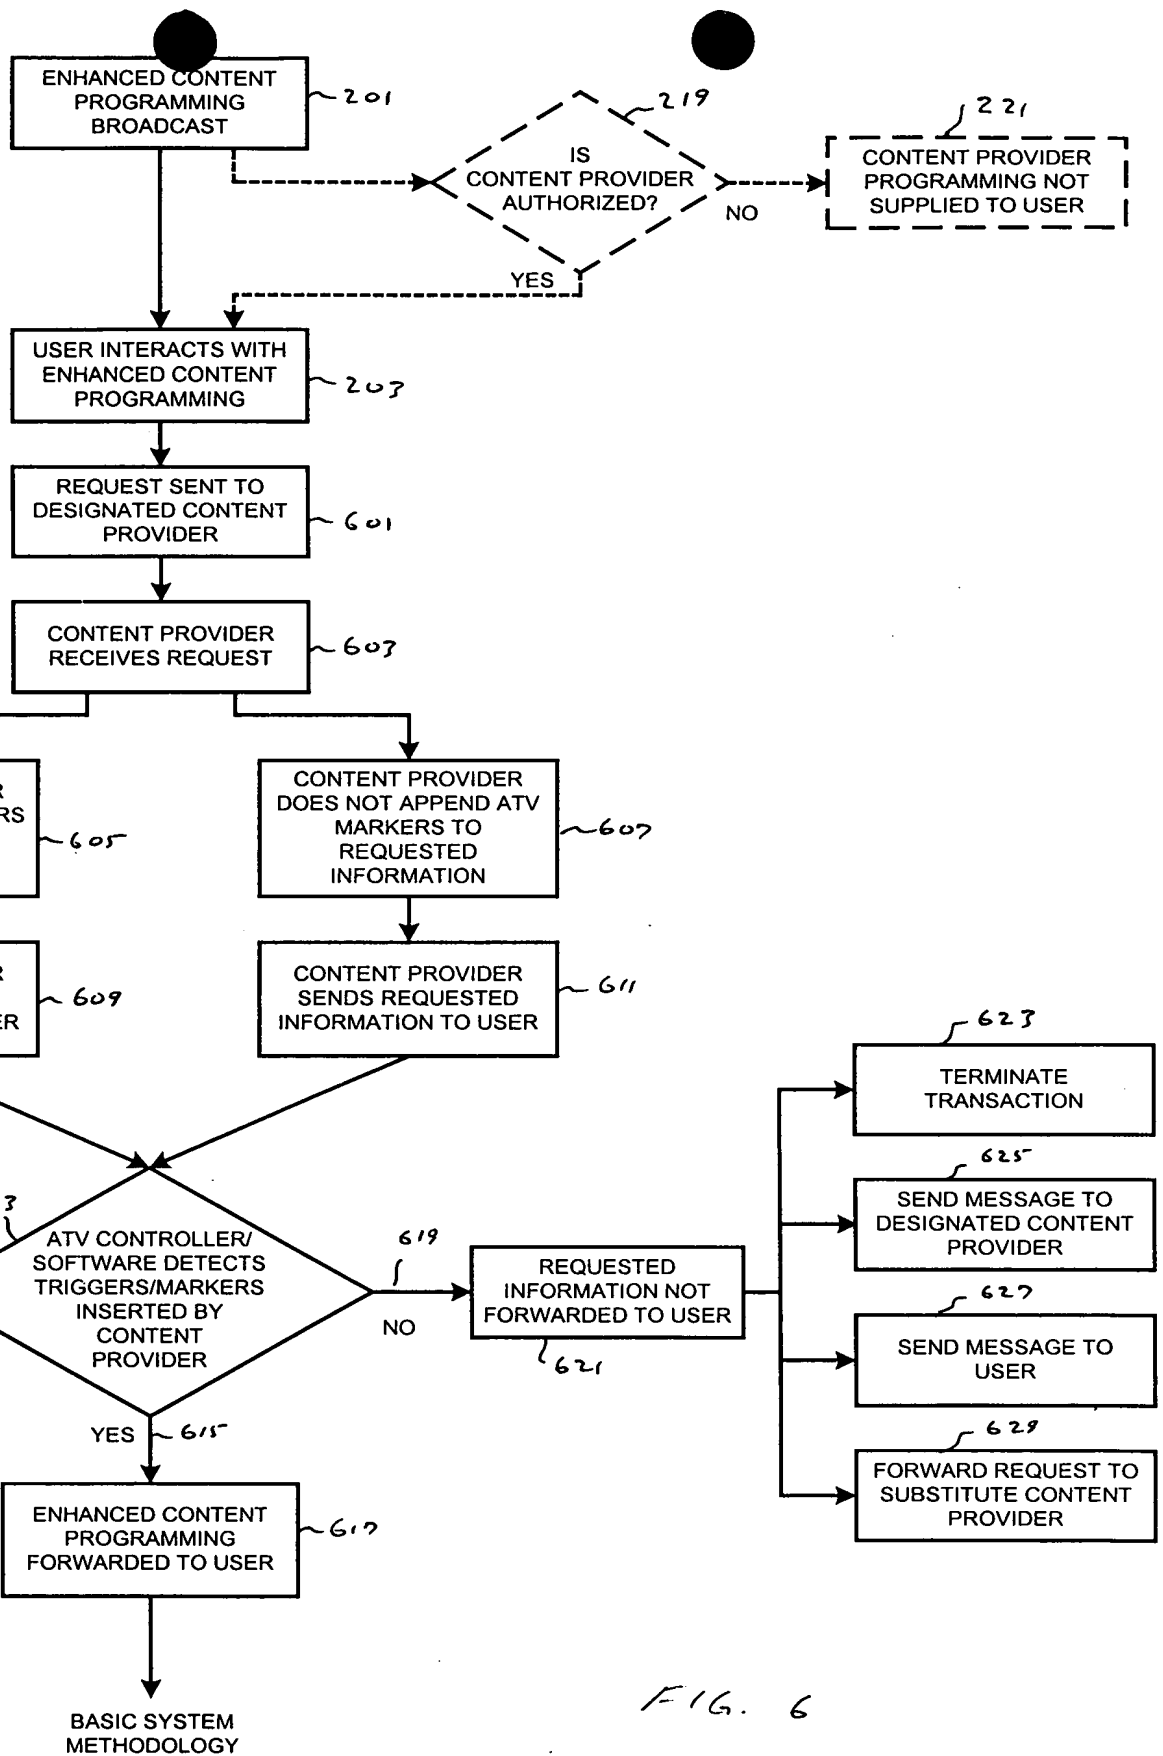 ENHANCED CONTENT
PROGRAMMING
BROADCAST
201
IS
CONTENT PROVIDER
AUTHORIZED?
219
NO
YES
CONTENT PROVIDER
PROGRAMMING NOT
SUPPLIED TO USER
221
USER INTERACTS WITH
ENHANCED CONTENT
PROGRAMMING
203
REQUEST SENT TO
DESIGNATED CONTENT
PROVIDER
601
CONTENT PROVIDER
RECEIVES REQUEST
603
R
RS
605
CONTENT PROVIDER
DOES NOT APPEND ATV
MARKERS TO
REQUESTED
INFORMATION
607
R
ER
609
CONTENT PROVIDER
SENDS REQUESTED
INFORMATION TO USER
611
3
ATV CONTROLLER/
SOFTWARE DETECTS
TRIGGERS/MARKERS
INSERTED BY
CONTENT
PROVIDER
619
NO
REQUESTED
INFORMATION NOT
FORWARDED TO USER
621
623
TERMINATE
TRANSACTION
625
SEND MESSAGE TO
DESIGNATED CONTENT
PROVIDER
627
SEND MESSAGE TO
USER
629
FORWARD REQUEST TO
SUBSTITUTE CONTENT
PROVIDER
YES
615
ENHANCED CONTENT
PROGRAMMING
FORWARDED TO USER
617
BASIC SYSTEM
METHODOLOGY
FIG. 6